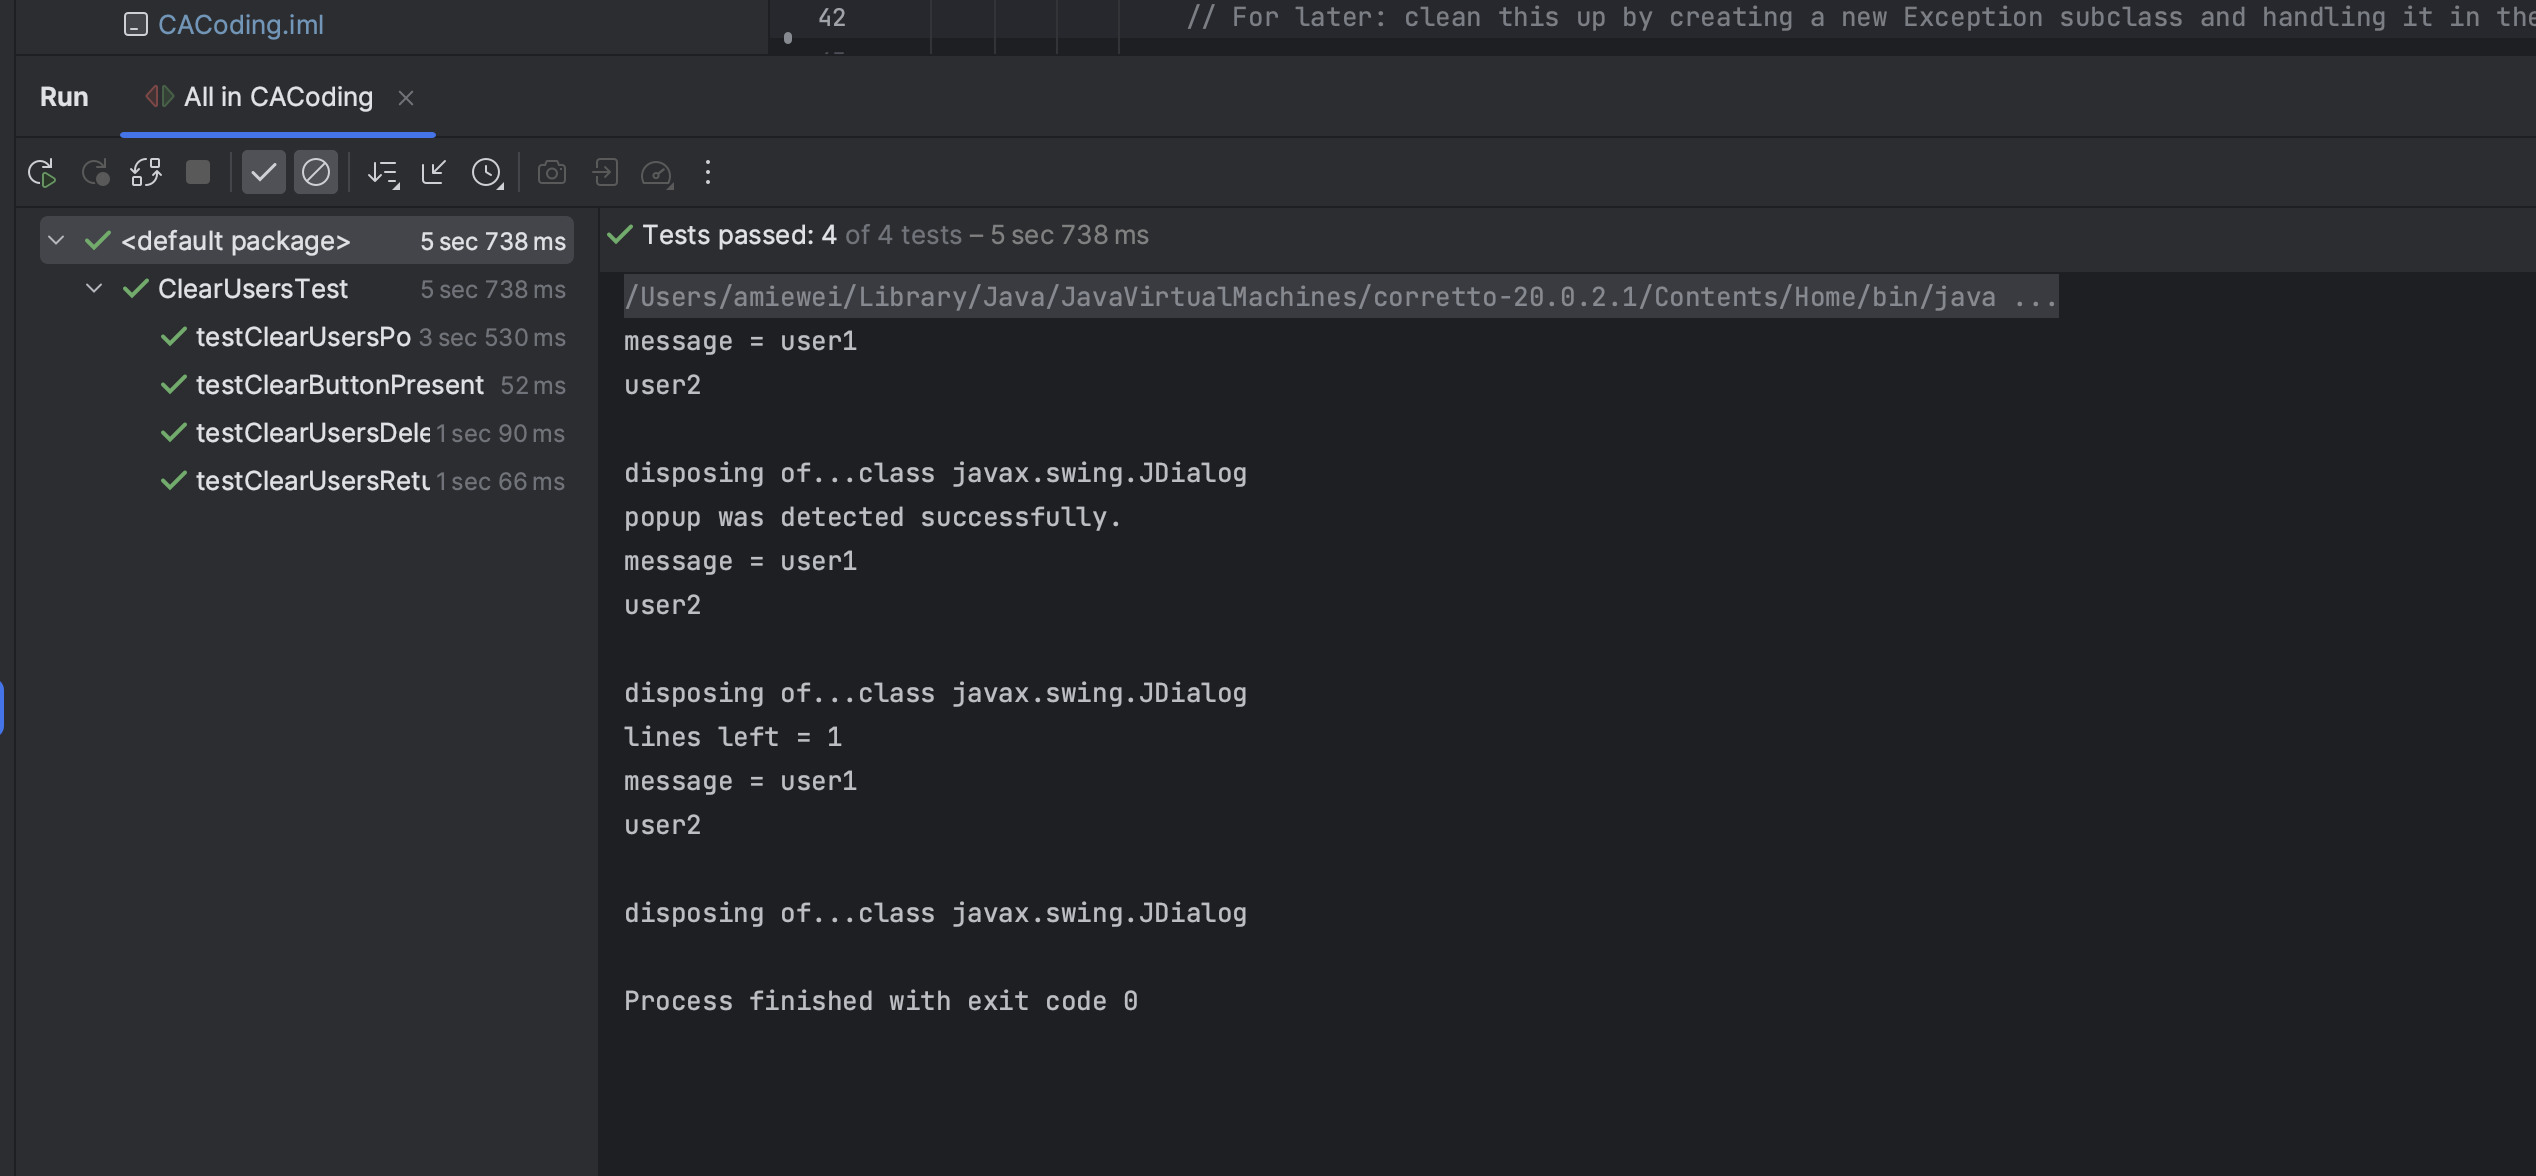 CACoding.iml
42
// For later: clean this up by creating a new Exception subclass and handling it in the
Run
All in CACoding
<default package> 5 sec 738 ms
ClearUsersTest 5 sec 738 ms
testClearUsersPo 3 sec 530 ms
testClearButtonPresent 52 ms
testClearUsersDele 1 sec 90 ms
testClearUsersRetu 1 sec 66 ms
Tests passed: 4 of 4 tests – 5 sec 738 ms
/Users/amiewei/Library/Java/JavaVirtualMachines/corretto-20.0.2.1/Contents/Home/bin/java ...
message = user1
user2
disposing of...class javax.swing.JDialog
popup was detected successfully.
message = user1
user2
disposing of...class javax.swing.JDialog
lines left = 1
message = user1
user2
disposing of...class javax.swing.JDialog
Process finished with exit code 0